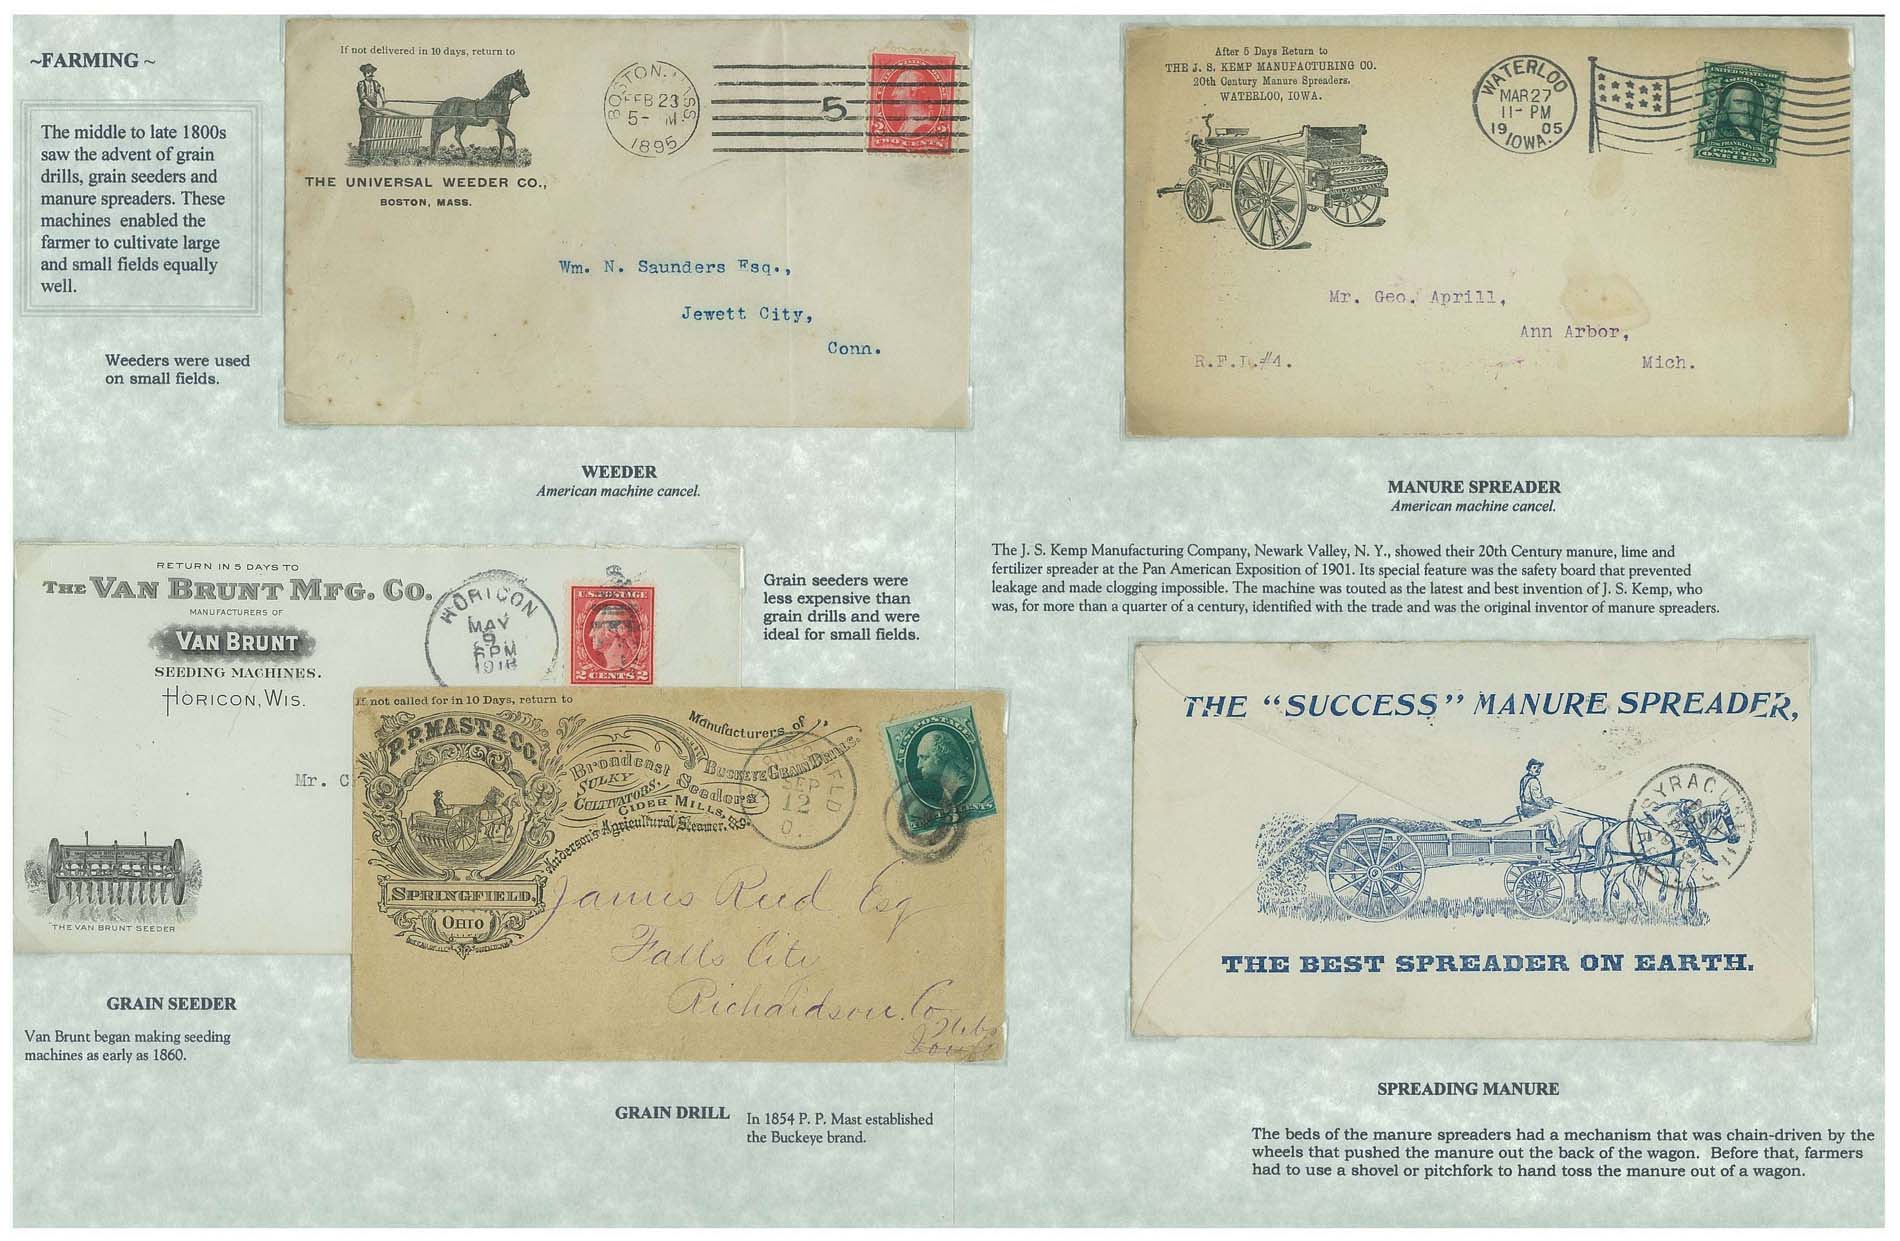 ~FARMING~
The middle to late 1800s
saw the advent of grain
drills, grain seeders and
manure spreaders. These
machines enabled the
farmer to cultivate large
and small fields equally
well.
Weeders were used
on small fields.
If not delivered in 10 days, return to
THE UNIVERSAL WEEDER CO.,
BOSTON, MASS.
BOSTON, MASS.
FEB 23
5- M
1895
5
TWO CENTS
Wm. N. Saunders Esq.,
Jewett City,
Conn.
WEEDER
American machine cancel.
After 5 Days Return to
THE J. S. KEMP MANUFACTURING CO.
20th Century Manure Spreaders.
WATERLOO, IOWA.
WATERLOO
MAR 27
11- PM
19 05
IOWA.
UNITED STATES OF
AMERICA
FRANKLIN
POSTAGE
ONE CENT
Mr. Geo. Aprill,
Ann Arbor,
R.F.D.#4. Mich.
MANURE SPREADER
American machine cancel.
The J. S. Kemp Manufacturing Company, Newark Valley, N. Y., showed their 20th Century manure, lime and
fertilizer spreader at the Pan American Exposition of 1901. Its special feature was the safety board that prevented
leakage and made clogging impossible. The machine was touted as the latest and best invention of J. S. Kemp, who
was, for more than a quarter of a century, identified with the trade and was the original inventor of manure spreaders.
RETURN IN 5 DAYS TO
THE VAN BRUNT MFG. CO.
MANUFACTURERS OF
VAN BRUNT
SEEDING MACHINES.
HORICON, WIS.
HORICON
MAY
9
PM
1918
U.S. POSTAGE
2 CENTS 2
Mr. C
THE VAN BRUNT SEEDER
Grain seeders were
less expensive than
grain drills and were
ideal for small fields.
GRAIN SEEDER
Van Brunt began making seeding
machines as early as 1860.
If not called for in 10 Days, return to
P.P. MAST & CO.
Manufacturers of
BUCKEYE GRAIN DRILLS.
Broadcast Seeders
SULKY
CULTIVATORS,
CIDER MILLS,
Anderson's Agricultural Steamer, &c.
SPRINGFIELD,
OHIO
SEP
12
O.
James Reed Esq
Falls City
Richardson Co
Neb
GRAIN DRILL
In 1854 P. P. Mast established
the Buckeye brand.
THE "SUCCESS" MANURE SPREADER,
SYRACUSE
THE BEST SPREADER ON EARTH.
SPREADING MANURE
The beds of the manure spreaders had a mechanism that was chain-driven by the
wheels that pushed the manure out the back of the wagon. Before that, farmers
had to use a shovel or pitchfork to hand toss the manure out of a wagon.